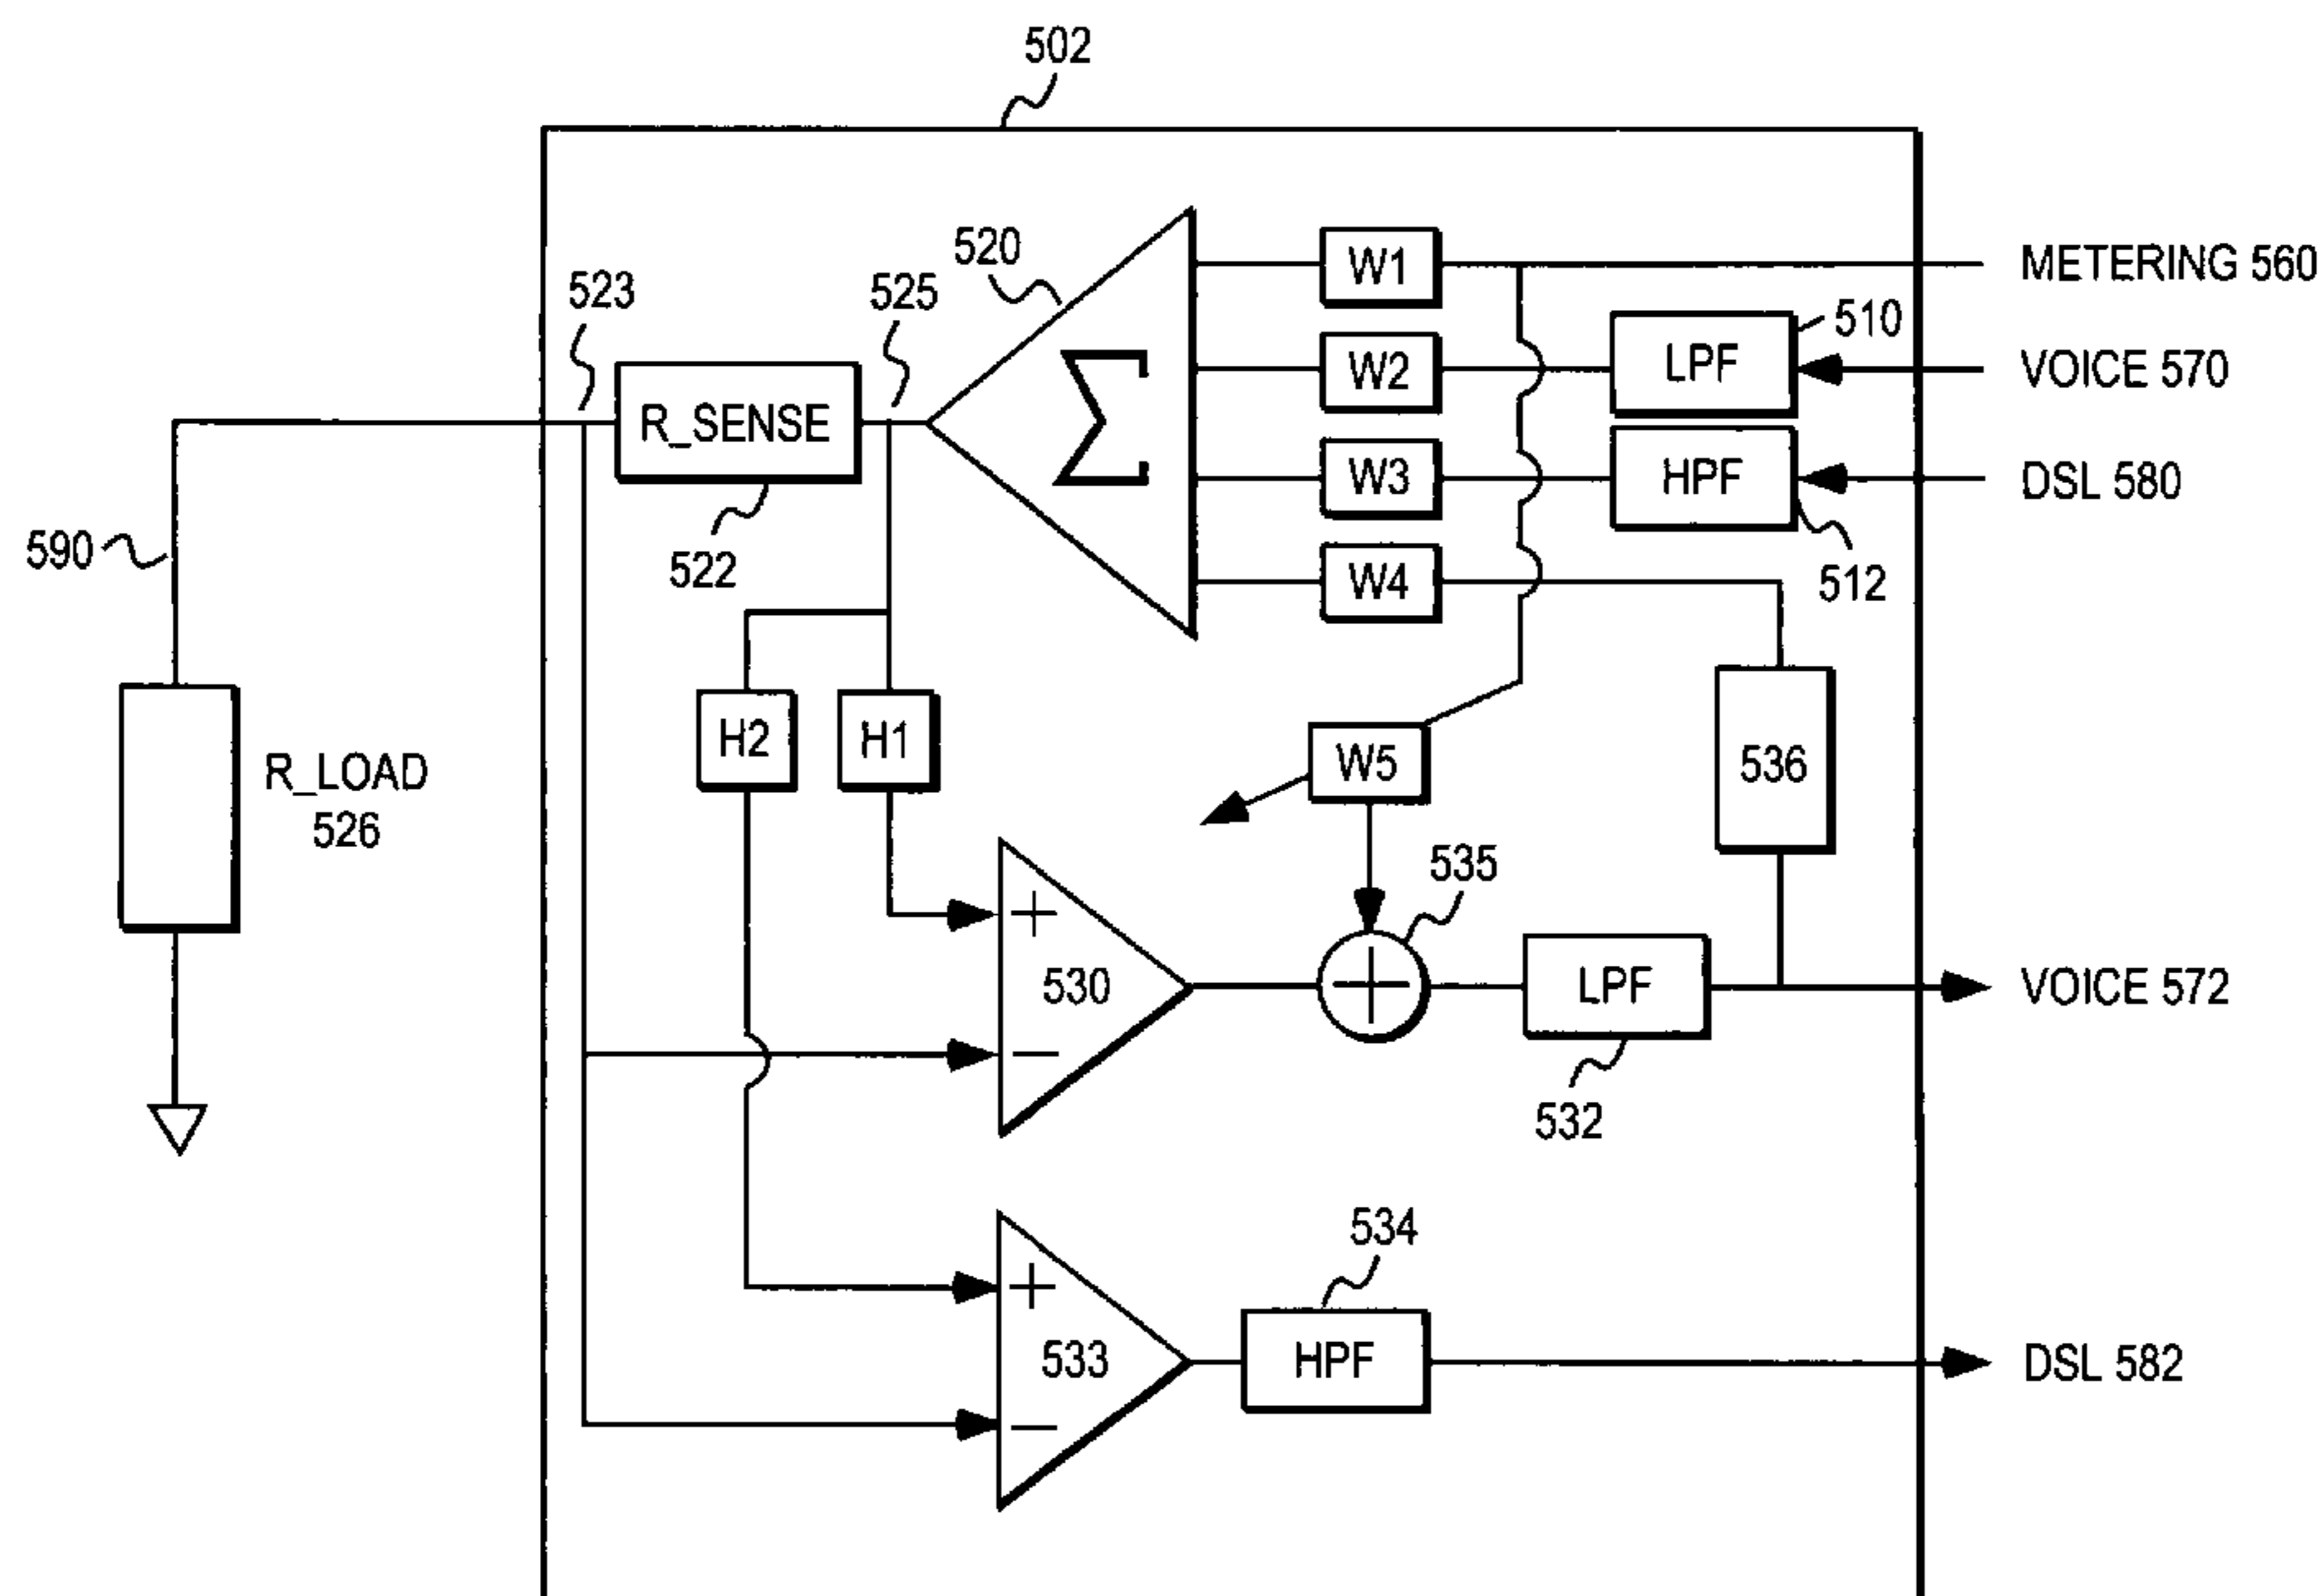 502
METERING 560
W1
520
523
525
510
LPF
VOICE 570
W2
R_SENSE
Σ
W3
HPF
DSL 580
590
522
W4
512
H2
H1
W5
536
R_LOAD
526
535
+
530
+
LPF
VOICE 572
−
532
534
+
533
HPF
DSL 582
−